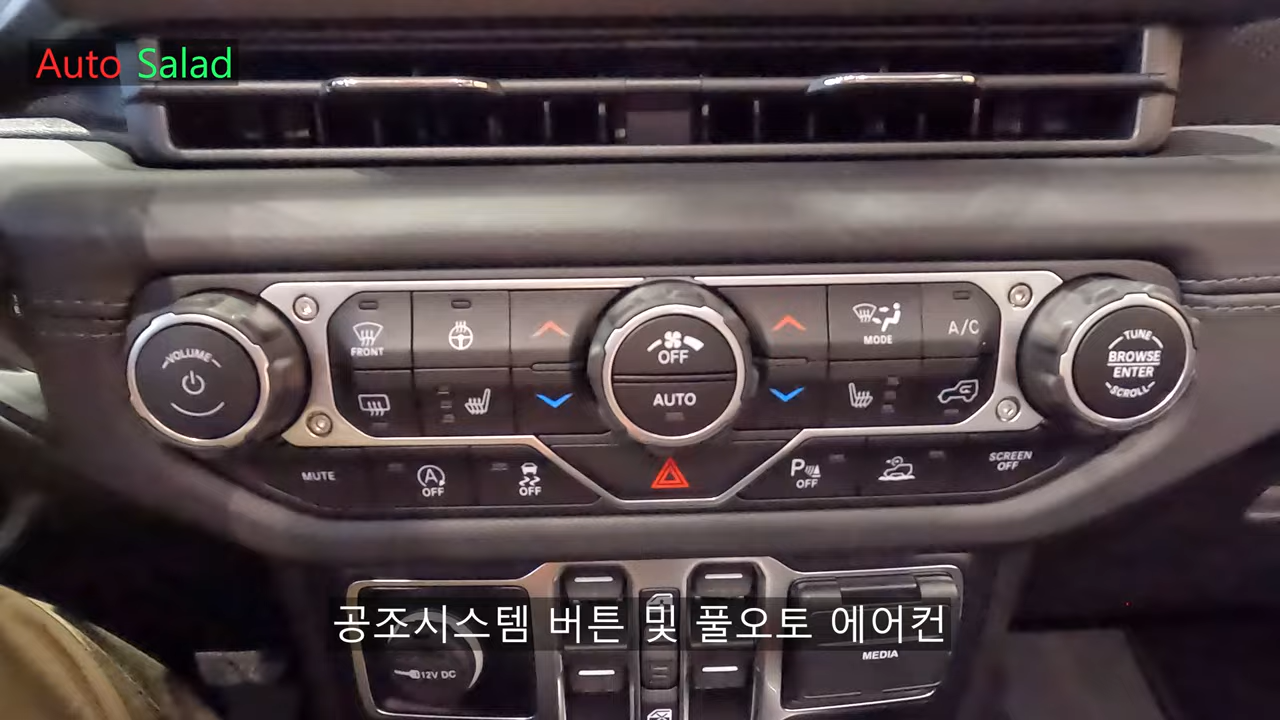 Auto Salad
VOLUME
FRONT
OFF
AUTO
MODE
A/C
TUNE
BROWSE
ENTER
SCROLL
MUTE
A
OFF
OFF
P
OFF
SCREEN
OFF
공조시스템 버튼 및 풀오토 에어컨
12V DC
MEDIA